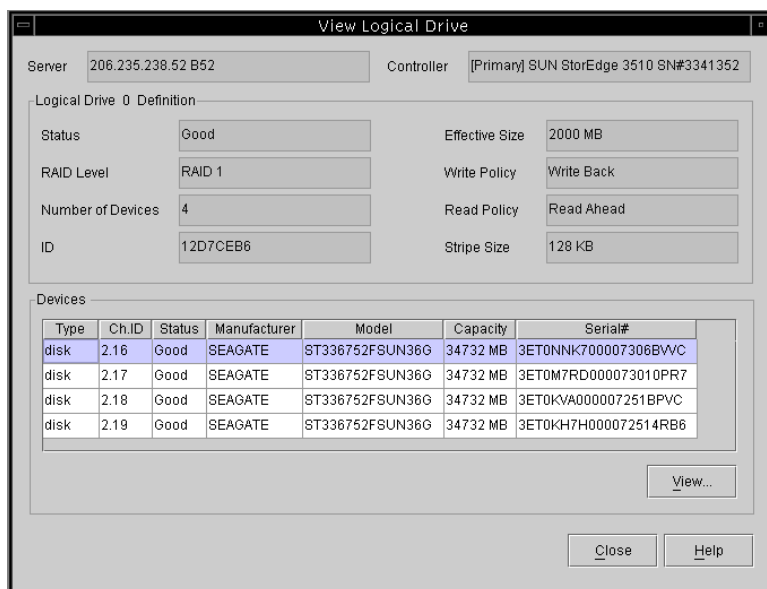 View Logical Drive
Server 206.235.238.52 B52 Controller [Primary] SUN StorEdge 3510 SN#3341352
Logical Drive 0 Definition
Status Good Effective Size 2000 MB
RAID Level RAID 1 Write Policy Write Back
Number of Devices 4 Read Policy Read Ahead
ID 12D7CEB6 Stripe Size 128 KB
Devices
Type Ch.ID Status Manufacturer Model Capacity Serial#
disk 2.16 Good SEAGATE ST336752FSUN36G 34732 MB 3ET0NNK700007306BVVC
disk 2.17 Good SEAGATE ST336752FSUN36G 34732 MB 3ET0M7RD000073010PR7
disk 2.18 Good SEAGATE ST336752FSUN36G 34732 MB 3ET0KVA000007251BPVC
disk 2.19 Good SEAGATE ST336752FSUN36G 34732 MB 3ET0KH7H000072514RB6
View...
Close Help